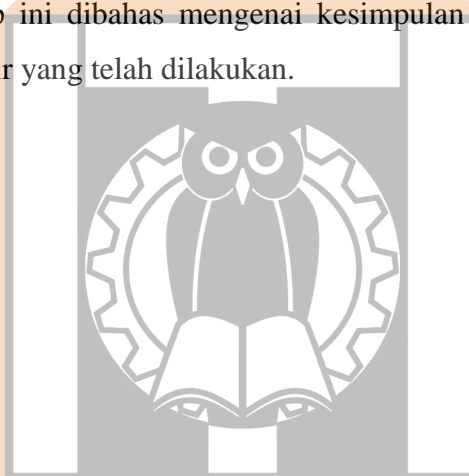 ini dibahas mengenai kesimpulan
yang telah dilakukan.